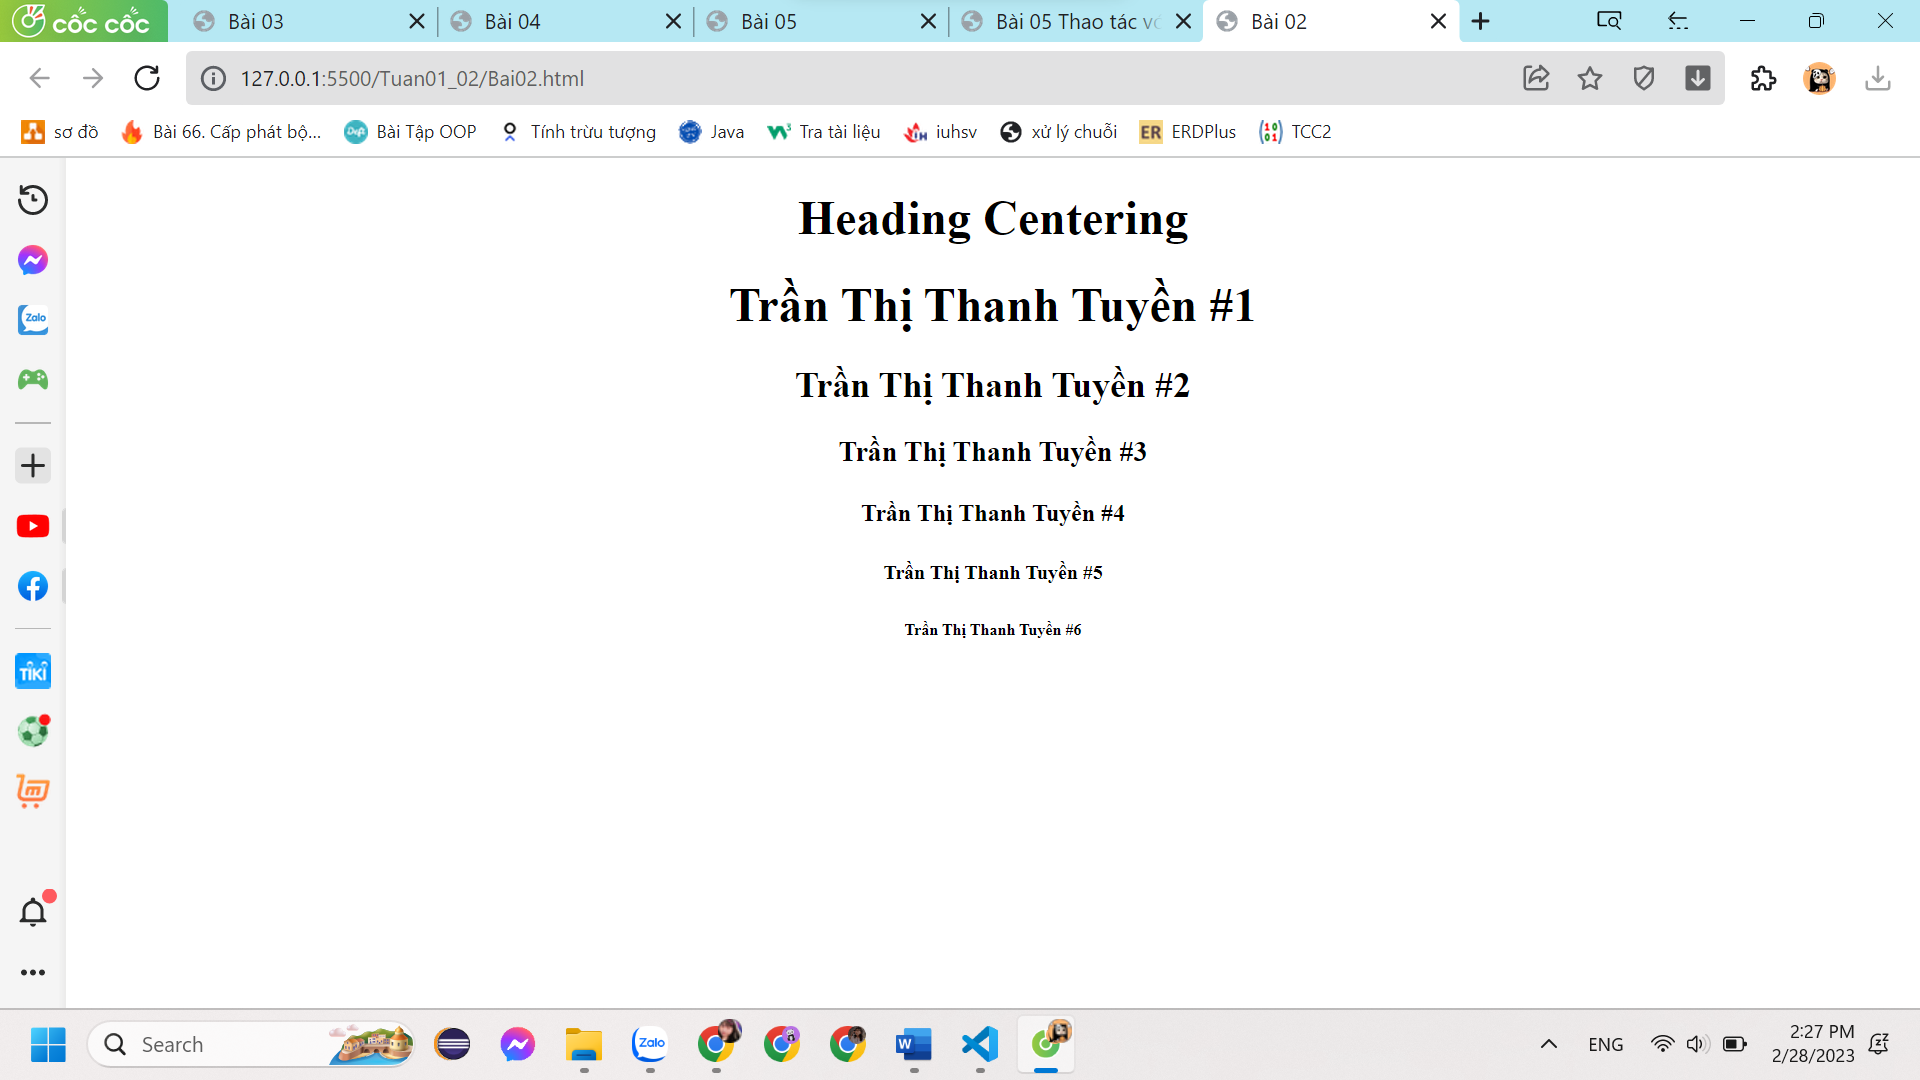 cốc cốc
Bài 03
Bài 04
Bài 05
Bài 05 Thao tác vớ
Bài 02
127.0.0.1:5500/Tuan01_02/Bai02.html
sơ đồ
Bài 66. Cấp phát bộ...
Bài Tập OOP
Tính trừu tượng
Java
Tra tài liệu
iuhsv
xử lý chuỗi
ER
ERDPlus
TCC2
Heading Centering
Trần Thị Thanh Tuyền #1
Zalo
Trần Thị Thanh Tuyền #2
Trần Thị Thanh Tuyền #3
Trần Thị Thanh Tuyền #4
Trần Thị Thanh Tuyền #5
Trần Thị Thanh Tuyền #6
TIKI
Search
Zalo
W
ENG
2:27 PM
2/28/2023